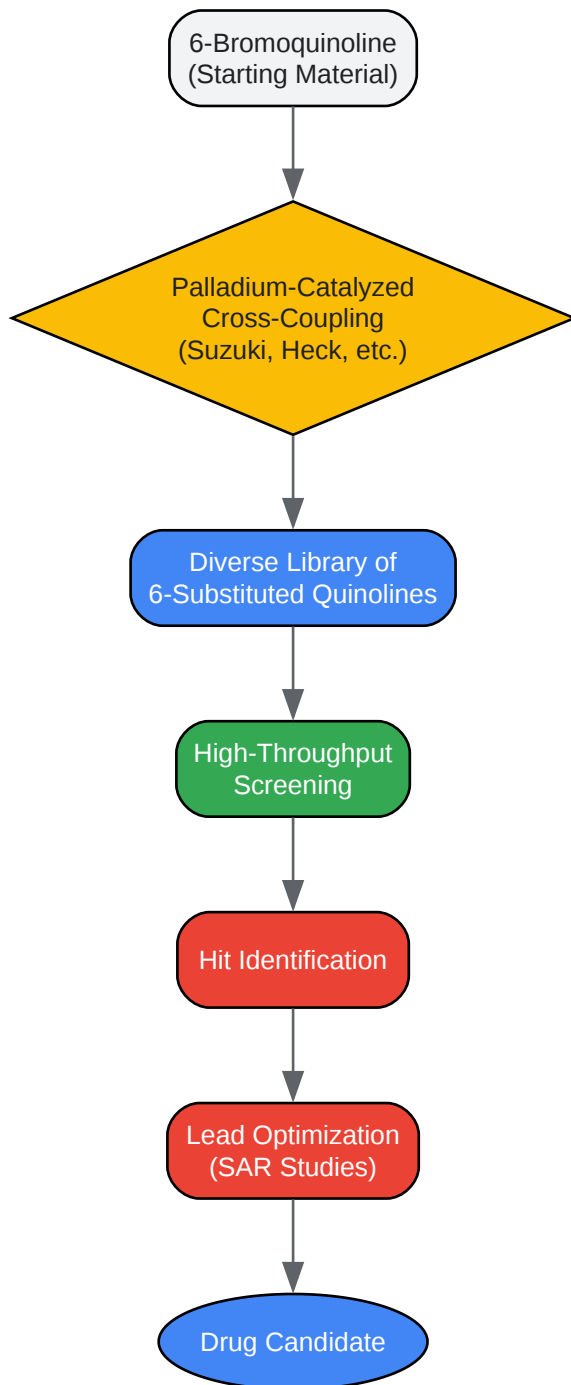 6-Bromoquinoline
(Starting Material)
Palladium-Catalyzed
Cross-Coupling
(Suzuki, Heck, etc.)
Diverse Library of
6-Substituted Quinolines
High-Throughput
Screening
Hit Identification
Lead Optimization
(SAR Studies)
Drug Candidate